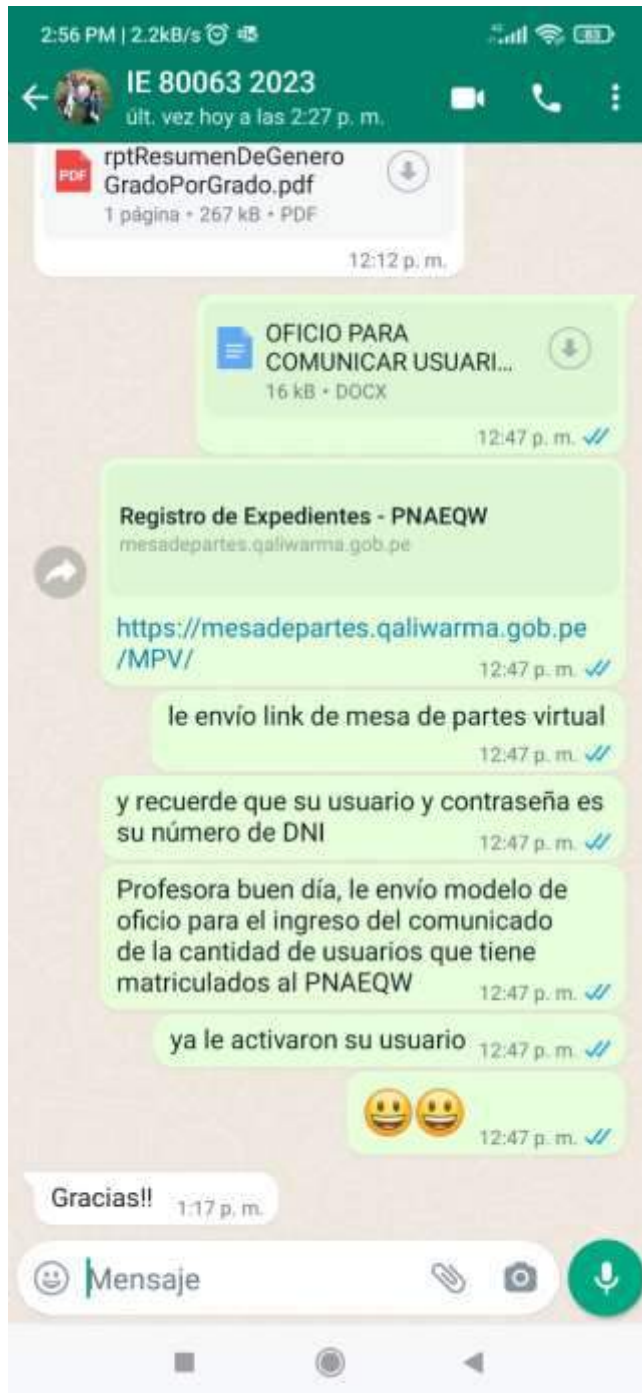 2:56 PM | 2.2kB/s
83
IE 80063 2023
últ. vez hoy a las 2:27 p. m.
PDF
rptResumenDeGenero
GradoPorGrado.pdf
1 página • 267 kB • PDF
12:12 p. m.
OFICIO PARA
COMUNICAR USUARI...
16 kB • DOCX
12:47 p. m.
Registro de Expedientes - PNAEQW
mesadepartes.qaliwarma.gob.pe
https://mesadepartes.qaliwarma.gob.pe
/MPV/
12:47 p. m.
le envío link de mesa de partes virtual
12:47 p. m.
y recuerde que su usuario y contraseña es
su número de DNI
12:47 p. m.
Profesora buen día, le envío modelo de
oficio para el ingreso del comunicado
de la cantidad de usuarios que tiene
matriculados al PNAEQW
12:47 p. m.
ya le activaron su usuario 12:47 p. m.
12:47 p. m.
Gracias!! 1:17 p. m.
Mensaje